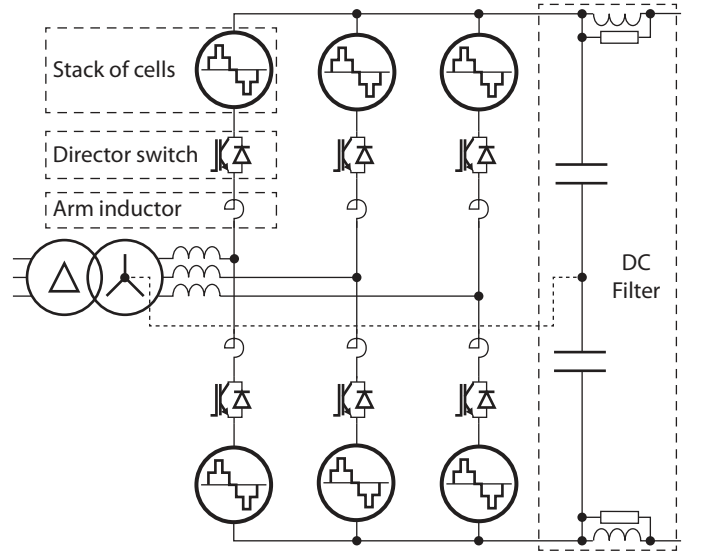 Stack of cells
Director switch
Arm inductor
DC
Filter